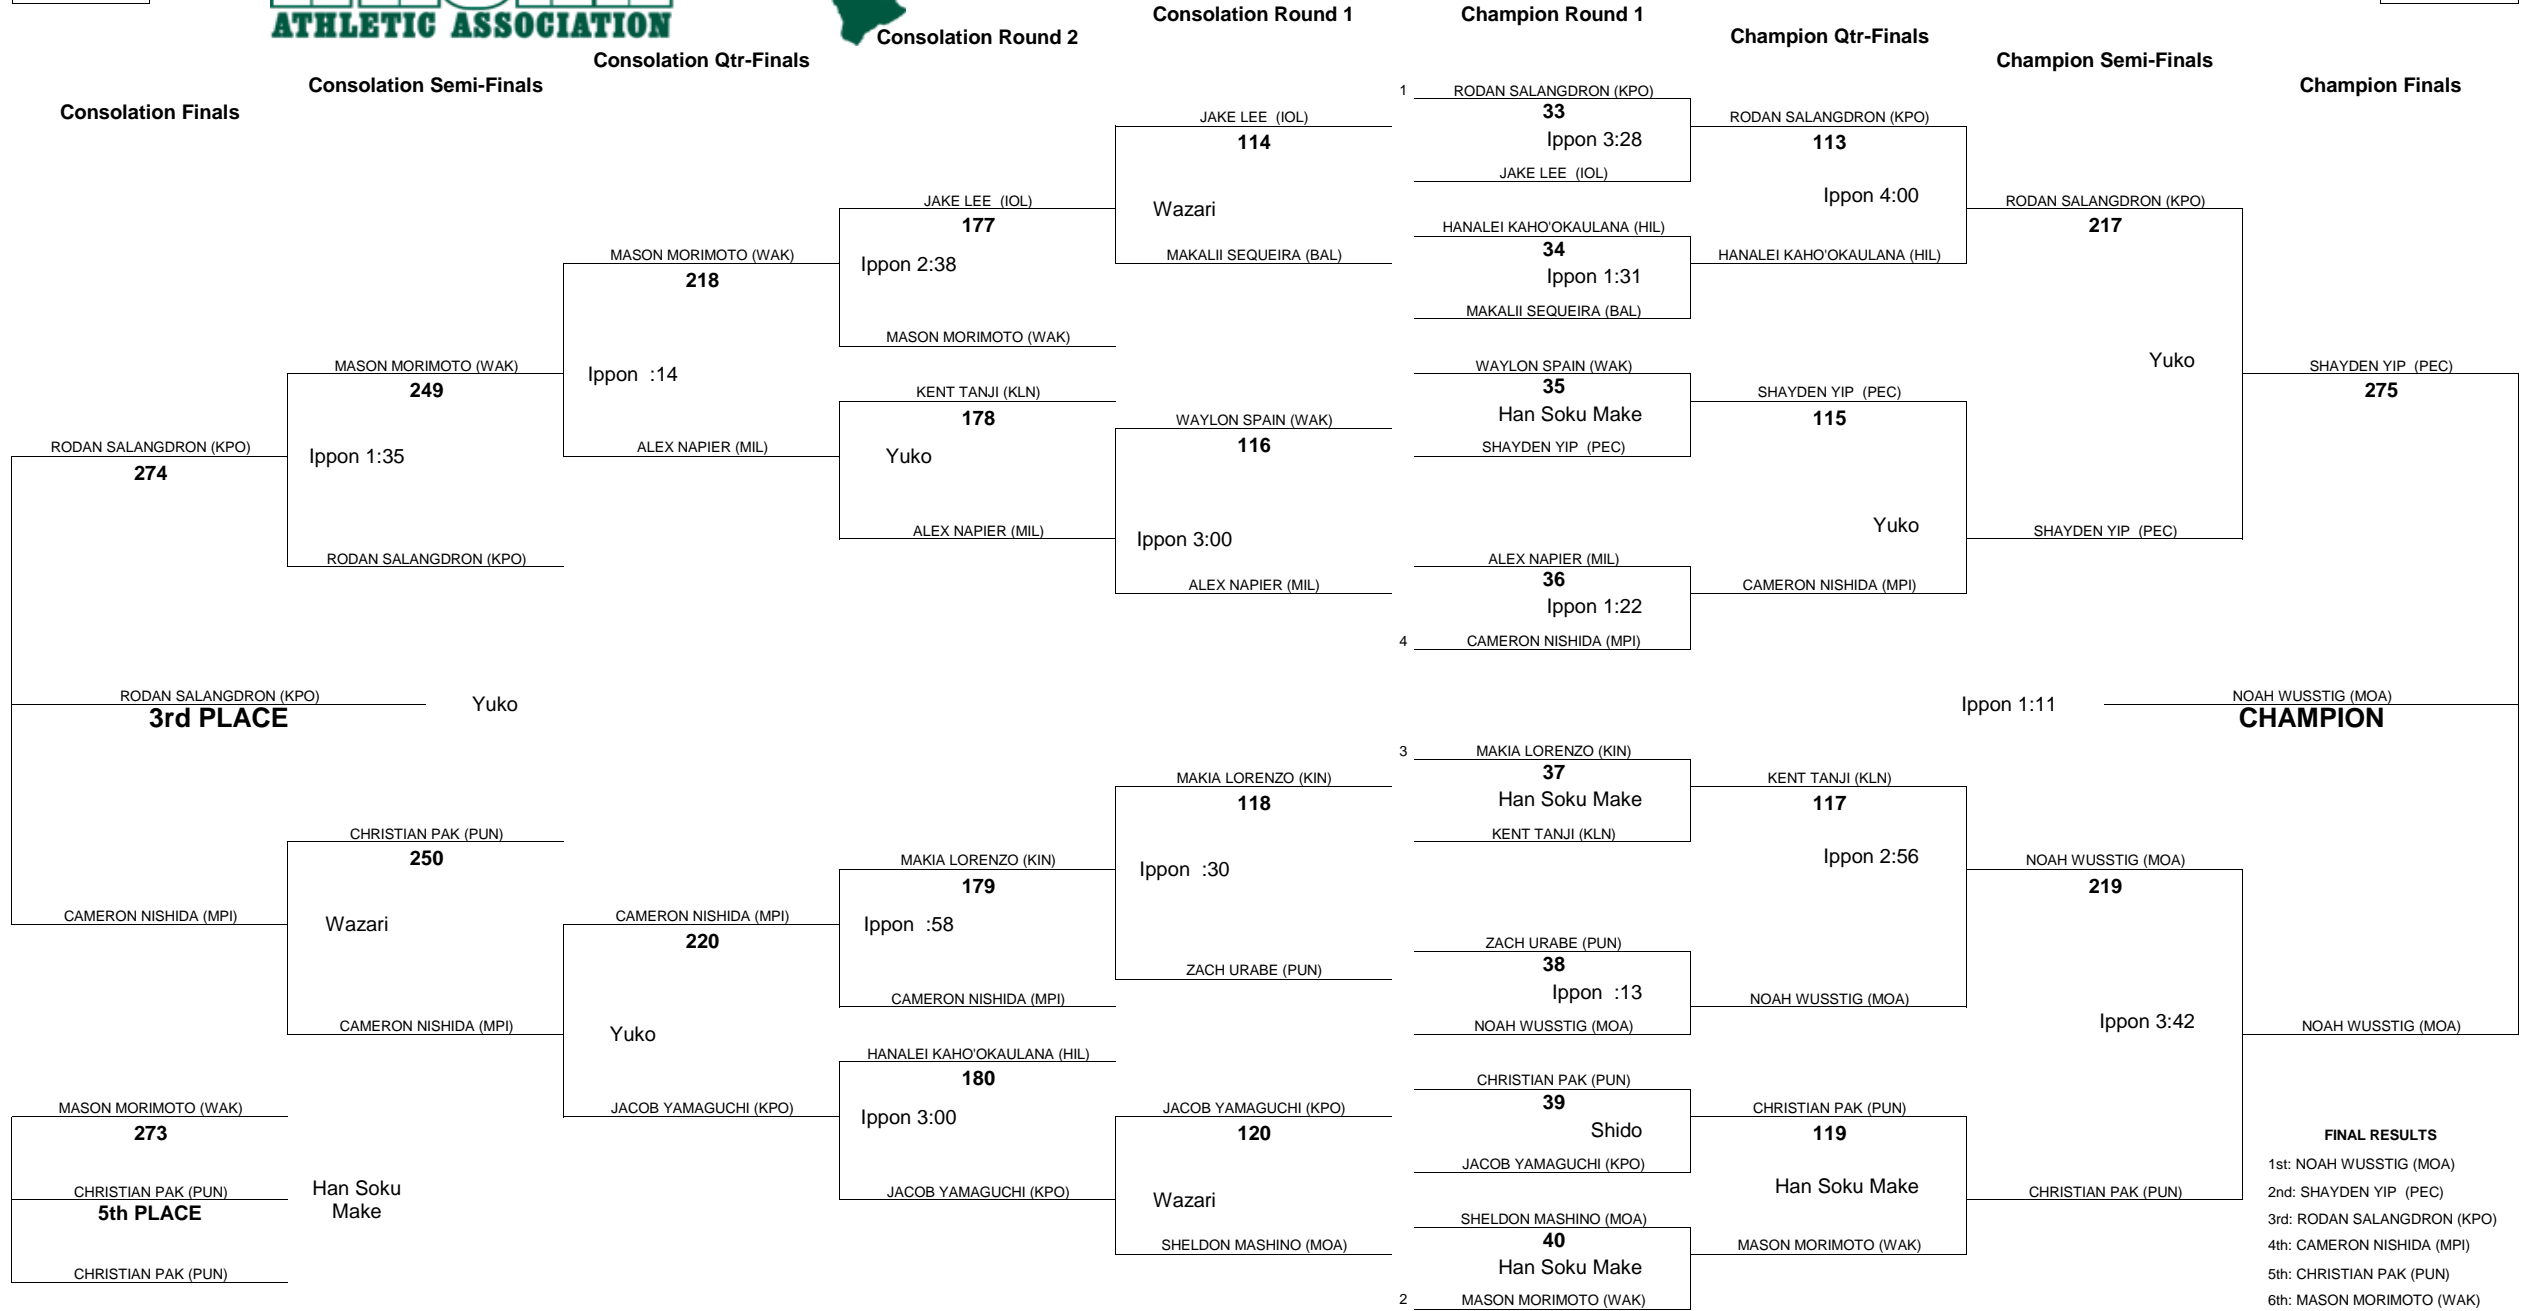 ATHLETIC ASSOCIATION
Consolation Finals
Consolation Semi-Finals
Consolation Qtr-Finals
Consolation Round 2
Consolation Round 1
Champion Round 1
Champion Qtr-Finals
Champion Semi-Finals
Champion Finals
RODAN SALANGDRON (KPO)
274
CAMERON NISHIDA (MPI)
RODAN SALANGDRON (KPO)
3rd PLACE
Yuko
MASON MORIMOTO (WAK)
273
CHRISTIAN PAK (PUN)
5th PLACE
Han Soku
Make
CHRISTIAN PAK (PUN)
MASON MORIMOTO (WAK)
249
Ippon 1:35
RODAN SALANGDRON (KPO)
CHRISTIAN PAK (PUN)
250
Wazari
CAMERON NISHIDA (MPI)
MASON MORIMOTO (WAK)
218
Ippon :14
ALEX NAPIER (MIL)
CAMERON NISHIDA (MPI)
220
Yuko
JACOB YAMAGUCHI (KPO)
JAKE LEE (IOL)
177
Ippon 2:38
MASON MORIMOTO (WAK)
KENT TANJI (KLN)
178
Yuko
ALEX NAPIER (MIL)
MAKIA LORENZO (KIN)
179
Ippon :58
CAMERON NISHIDA (MPI)
HANALEI KAHO'OKAULANA (HIL)
180
Ippon 3:00
JACOB YAMAGUCHI (KPO)
JAKE LEE (IOL)
114
Wazari
MAKALII SEQUEIRA (BAL)
WAYLON SPAIN (WAK)
116
Ippon 3:00
ALEX NAPIER (MIL)
MAKIA LORENZO (KIN)
118
Ippon :30
ZACH URABE (PUN)
JACOB YAMAGUCHI (KPO)
120
Wazari
SHELDON MASHINO (MOA)
1 RODAN SALANGDRON (KPO)
33
Ippon 3:28
JAKE LEE (IOL)
HANALEI KAHO'OKAULANA (HIL)
34
Ippon 1:31
MAKALII SEQUEIRA (BAL)
WAYLON SPAIN (WAK)
35
Han Soku Make
SHAYDEN YIP (PEC)
ALEX NAPIER (MIL)
36
Ippon 1:22
4 CAMERON NISHIDA (MPI)
3 MAKIA LORENZO (KIN)
37
Han Soku Make
KENT TANJI (KLN)
ZACH URABE (PUN)
38
Ippon :13
NOAH WUSSTIG (MOA)
CHRISTIAN PAK (PUN)
39
Shido
JACOB YAMAGUCHI (KPO)
SHELDON MASHINO (MOA)
40
Han Soku Make
2 MASON MORIMOTO (WAK)
RODAN SALANGDRON (KPO)
113
Ippon 4:00
HANALEI KAHO'OKAULANA (HIL)
SHAYDEN YIP (PEC)
115
Yuko
CAMERON NISHIDA (MPI)
KENT TANJI (KLN)
117
Ippon 2:56
NOAH WUSSTIG (MOA)
CHRISTIAN PAK (PUN)
119
Han Soku Make
MASON MORIMOTO (WAK)
RODAN SALANGDRON (KPO)
217
Yuko
SHAYDEN YIP (PEC)
NOAH WUSSTIG (MOA)
219
Ippon 3:42
CHRISTIAN PAK (PUN)
SHAYDEN YIP (PEC)
275
Ippon 1:11
NOAH WUSSTIG (MOA)
CHAMPION
NOAH WUSSTIG (MOA)
FINAL RESULTS
1st: NOAH WUSSTIG (MOA)
2nd: SHAYDEN YIP (PEC)
3rd: RODAN SALANGDRON (KPO)
4th: CAMERON NISHIDA (MPI)
5th: CHRISTIAN PAK (PUN)
6th: MASON MORIMOTO (WAK)